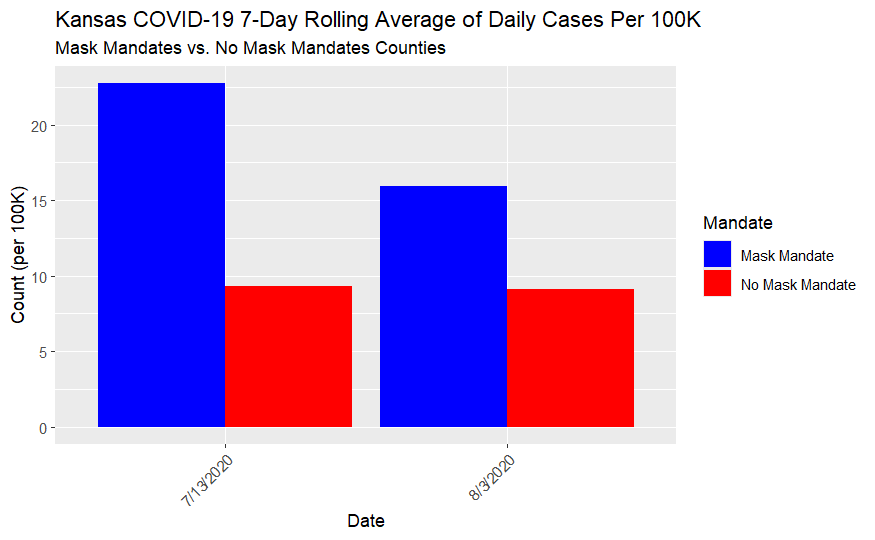 Kansas COVID-19 7-Day Rolling Average of Daily Cases Per 100K
Mask Mandates vs. No Mask Mandates Counties
Count (per 100K)
20
15
10
5
0
7/13/2020
8/3/2020
Date
Mandate
Mask Mandate
No Mask Mandate